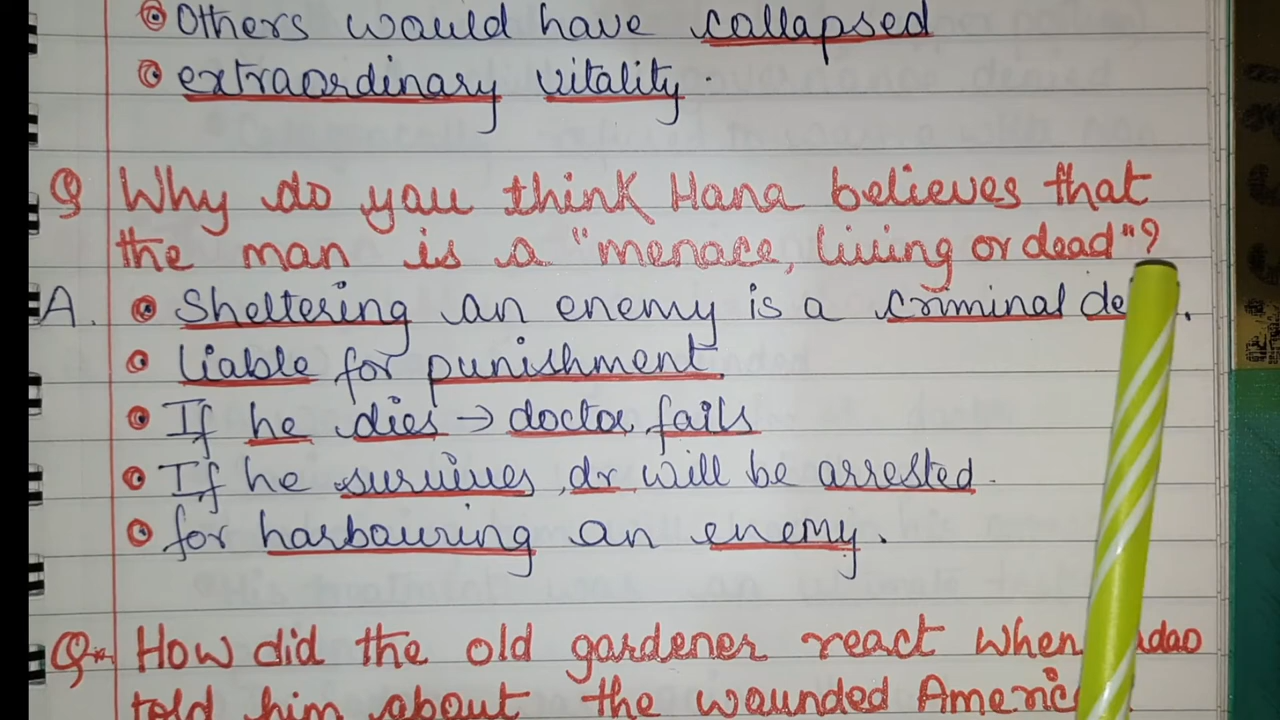 Others would have collapsed
extraordinary vitality.
Q Why do you think Hana believes that
the man is a "menace, living or dead"?
A. Sheltering an enemy is a criminal
liable for punishment.
If he dies → doctor fails
If he survives, dr will be arrested.
for harbouring an enemy.
Q- How did the old gardener react when
told him about the wounded